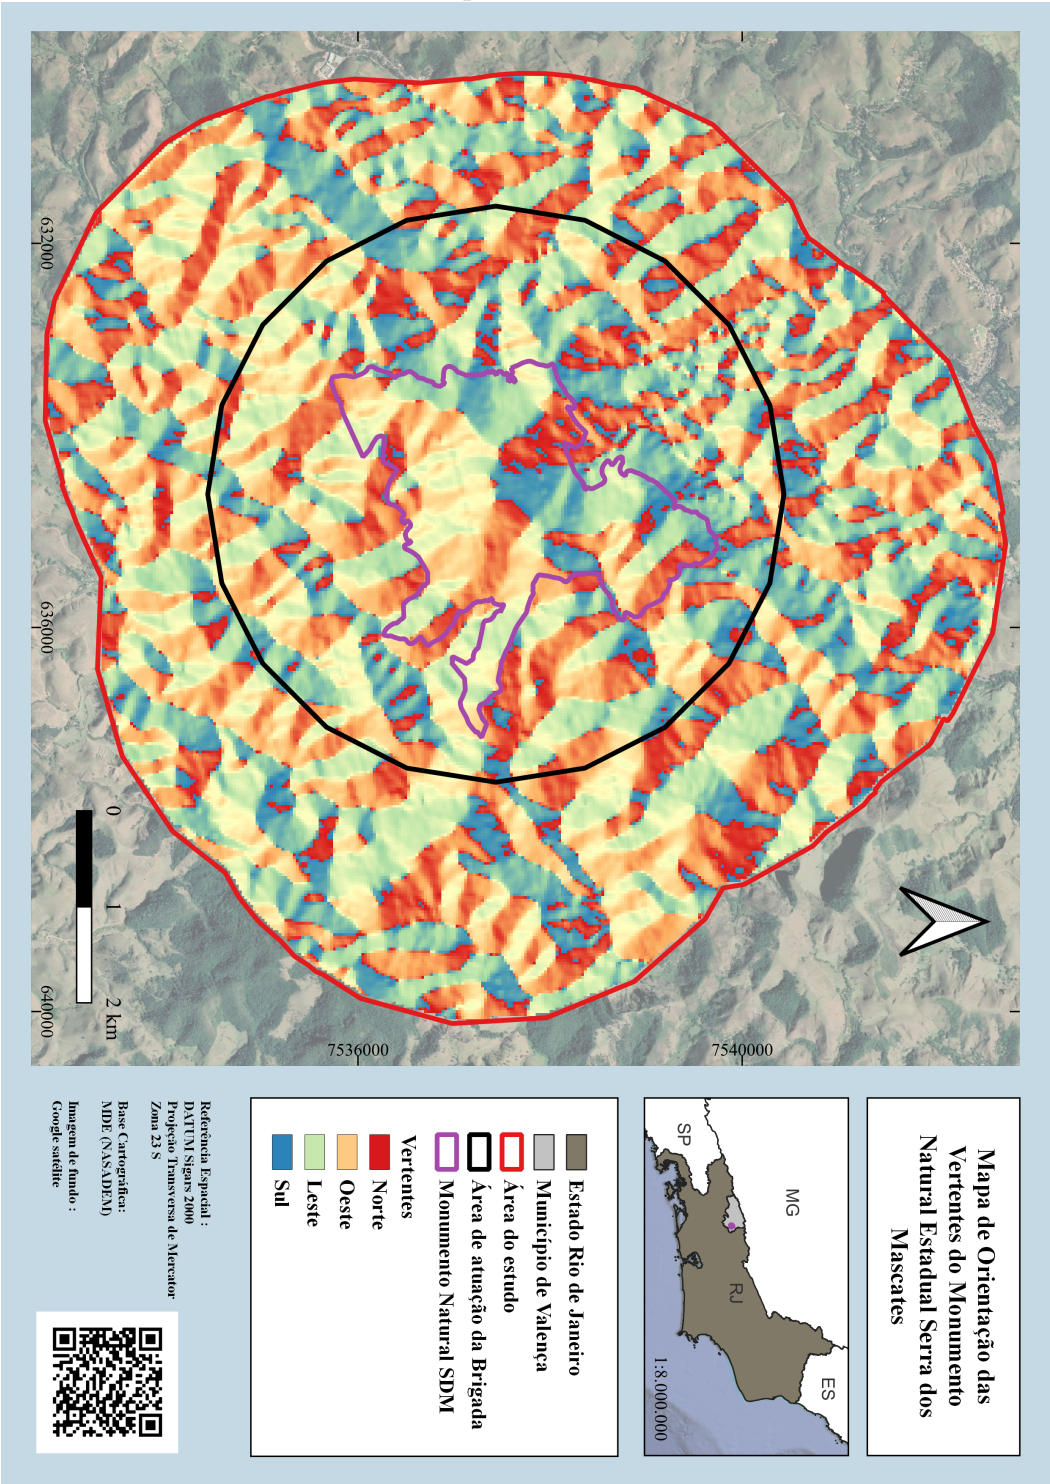 Mapa de Orientação das
Vertentes do Monumento
Natural Estadual Serra dos
Mascates
MG
SP
RJ
ES
1:8.000.000
Estado Rio de Janeiro
Município de Valença
Área do estudo
Área de atuação da Brigada
Monumento Natural SDM
Vertentes
Norte
Oeste
Leste
Sul
Referência Espacial :
DATUM Sigars 2000
Projeção Transversa de Mercator
Zona 23 S
Base Cartográfica:
MDE (NASADEM)
Imagem de fundo :
Google satélite
7540000
7536000
632000
636000
640000
0 1 2 km